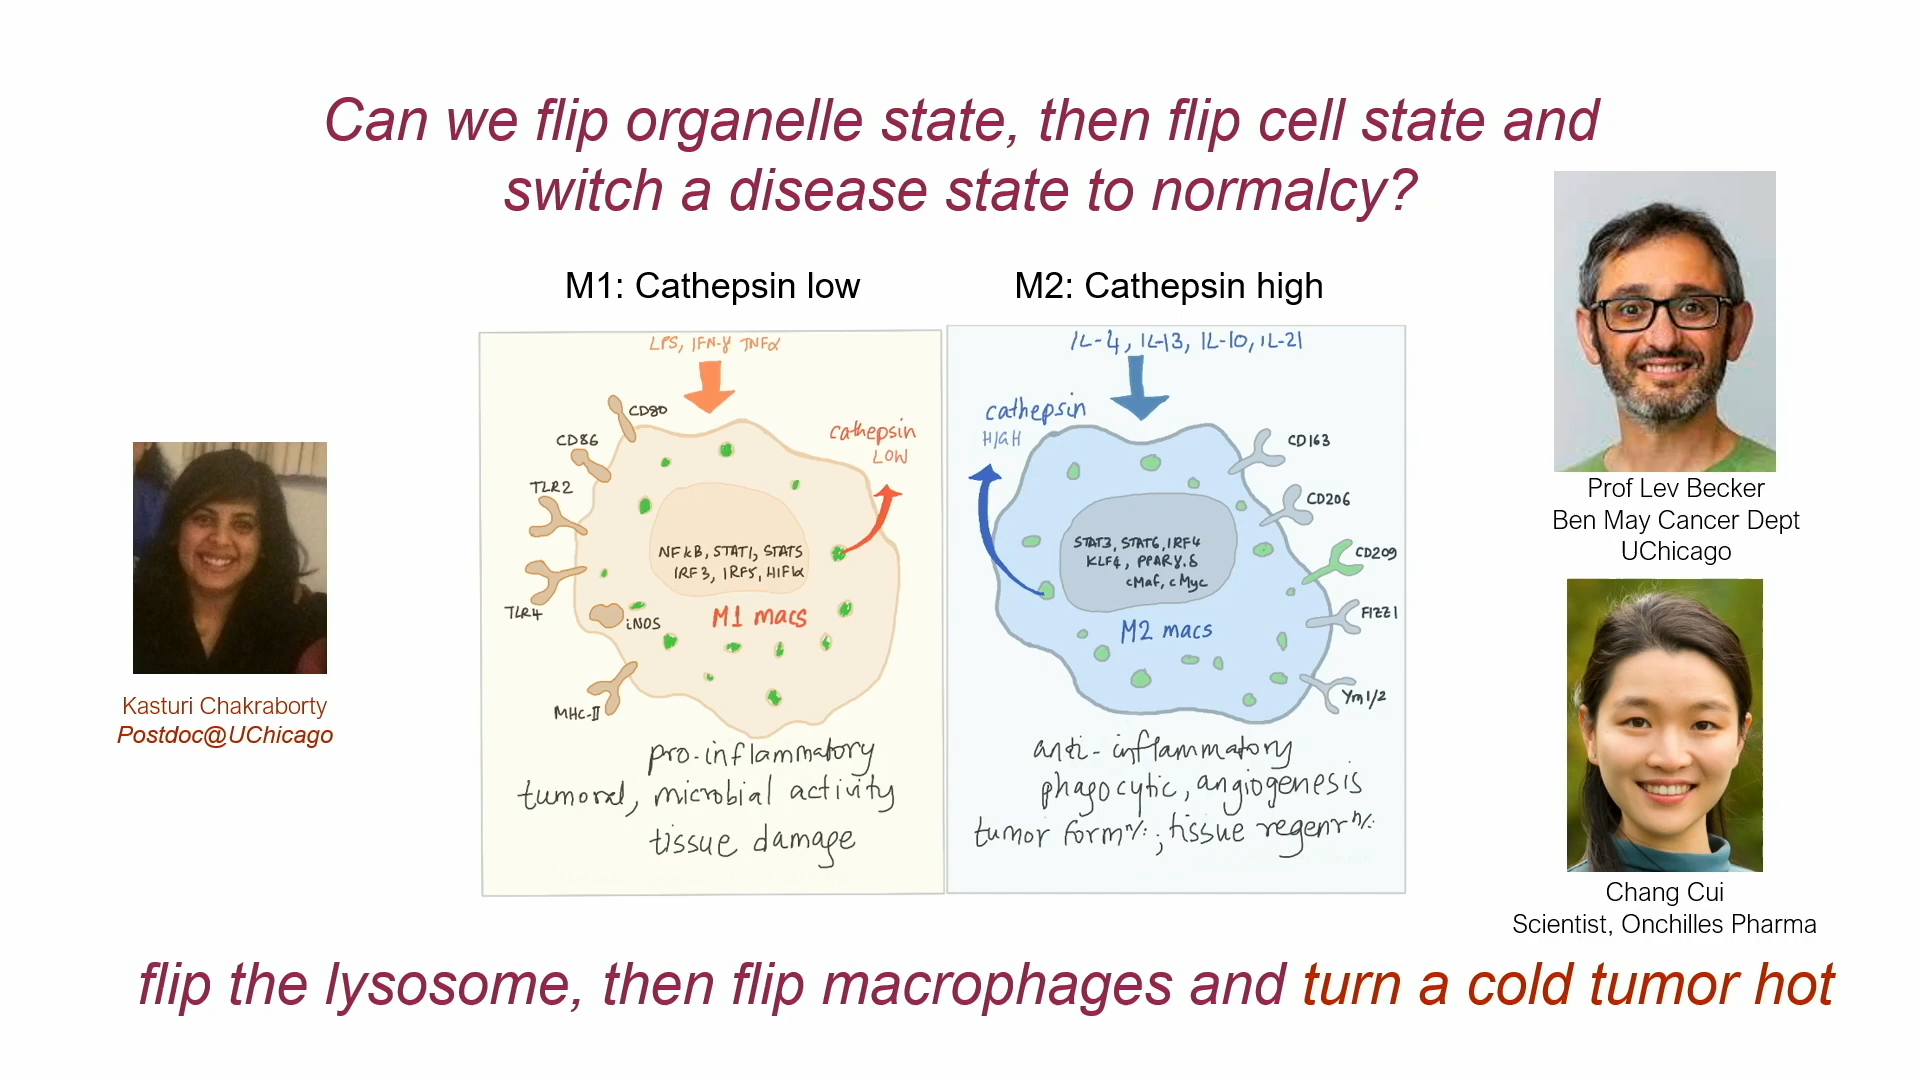 Can we flip organelle state, then flip cell state and
switch a disease state to normalcy?
M1: Cathepsin low
M2: Cathepsin high
LPS, IFN-γ TNFα
CD80
CD86
TLR2
TLR4
iNOS
MHC-II
cathepsin
LOW
NFkB, STAT1, STAT5
IRF3, IRF5, HIF1α
M1 macs
pro-inflammatory
tumoral, microbial activity
tissue damage
IL-4, IL-13, IL-10, IL-21
cathepsin
HIGH
CD163
CD206
CD209
FIZZ1
Ym1/2
STAT3, STAT6, IRF4
KLF4, PPARγ,δ
cMaf, cMyc
M2 macs
anti-inflammatory
phagocytic, angiogenesis
tumor formn/:; tissue regenrn/:
Kasturi Chakraborty
Postdoc@UChicago
Prof Lev Becker
Ben May Cancer Dept
UChicago
Chang Cui
Scientist, Onchilles Pharma
flip the lysosome, then flip macrophages and turn a cold tumor hot